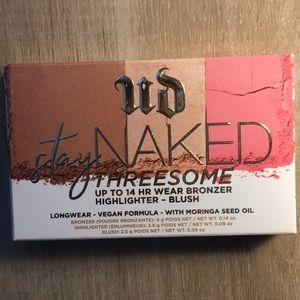 ud
stay NAKED
THREESOME
UP TO 14 HR WEAR BRONZER
HIGHLIGHTER – BLUSH
LONGWEAR - VEGAN FORMULA - WITH MORINGA SEED OIL
BRONZER (POUDRE BRONZANTE): 4 g POIDS NET / NET WT. 0.14 oz
HIGHLIGHTER (ENLUMINEUR): 2.8 g POIDS NET / NET WT. 0.09 oz
BLUSH: 2.5 g POIDS NET / NET WT. 0.09 oz